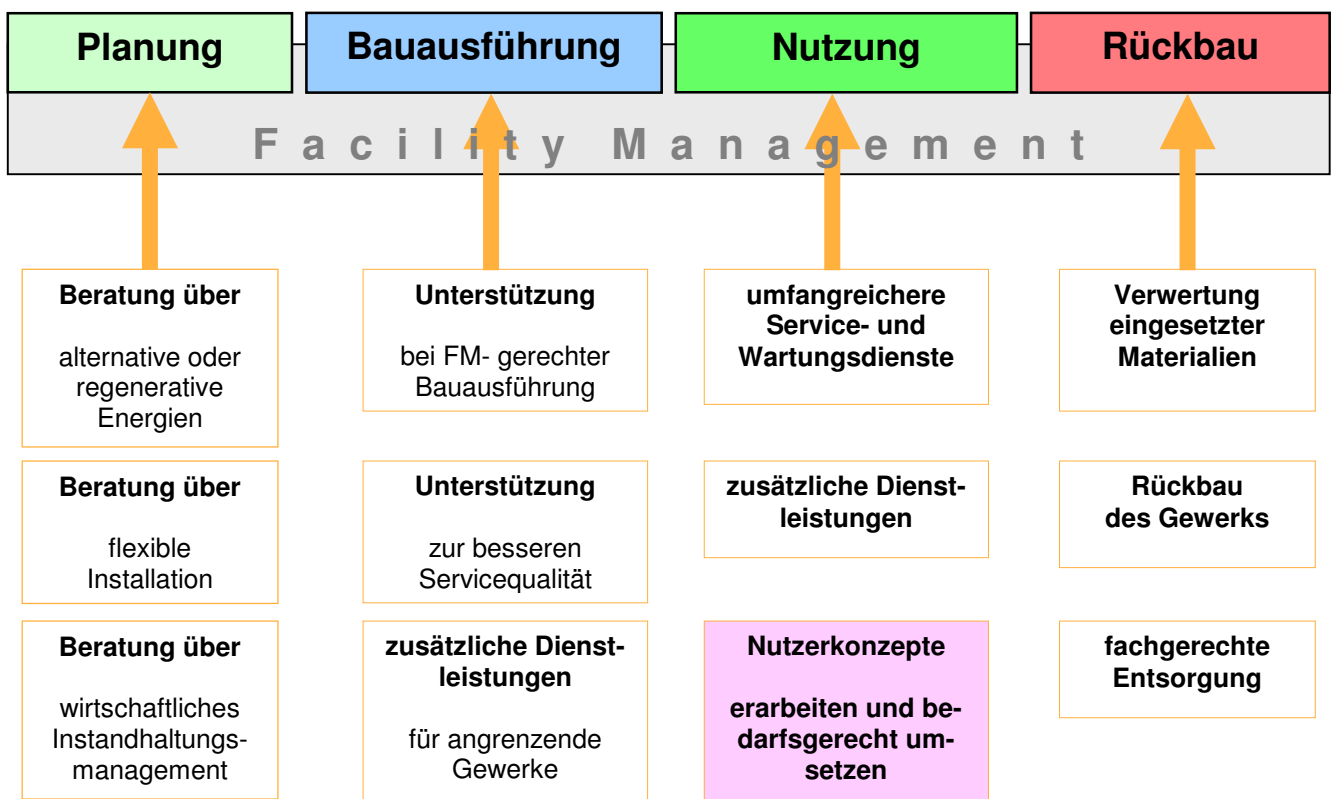 Planung
Bauausführung
Nutzung
Rückbau
Facility Management
Beratung über
alternative oder
regenerative
Energien
Unterstützung
bei FM- gerechter
Bauausführung
umfangreichere
Service- und
Wartungsdienste
Verwertung
eingesetzter
Materialien
Beratung über
flexible
Installation
Unterstützung
zur besseren
Servicequalität
zusätzliche Dienst-
leistungen
Rückbau
des Gewerks
Beratung über
wirtschaftliches
Instandhaltungs-
management
zusätzliche Dienst-
leistungen
für angrenzende
Gewerke
Nutzerkonzepte
erarbeiten und be-
darfsgerecht um-
setzen
fachgerechte
Entsorgung